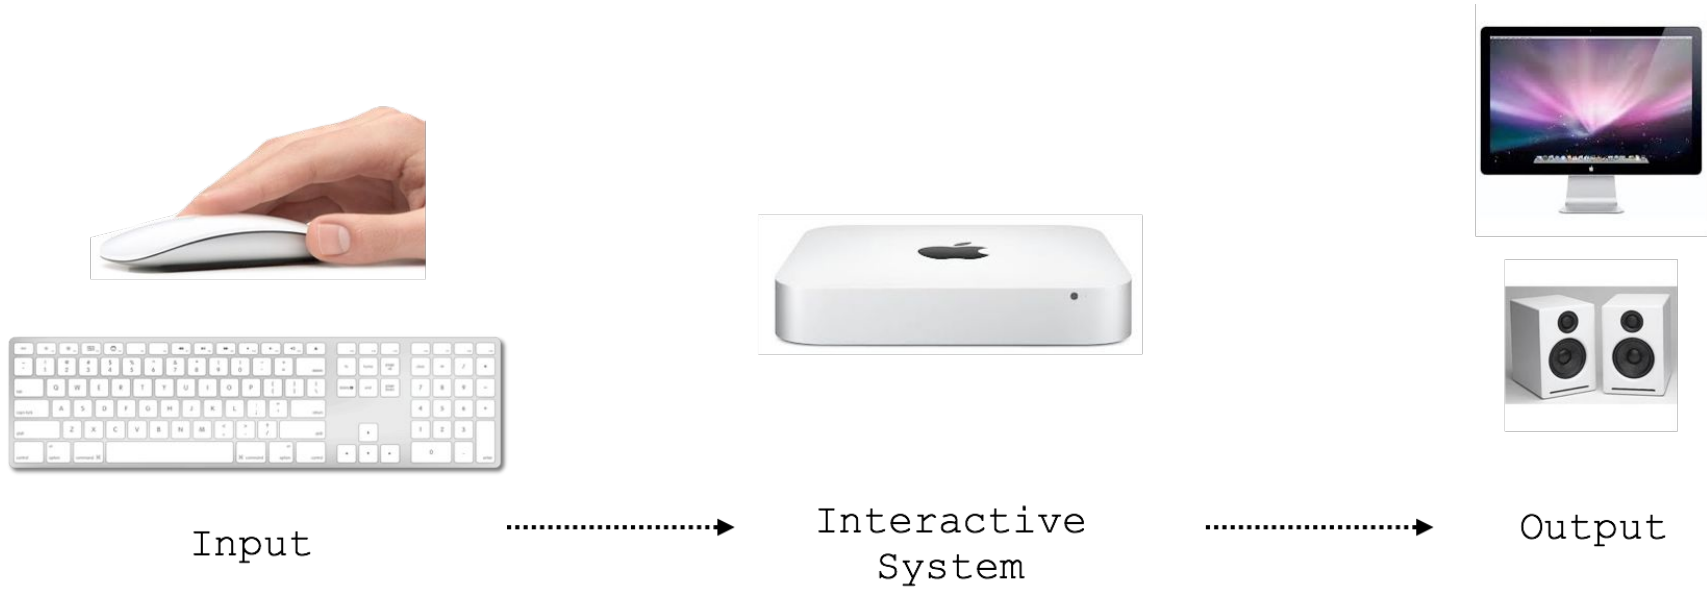 Q W E R T Y U I O P
A S D F G H J K L
Z X C V B N M
Input
Interactive
System
Output